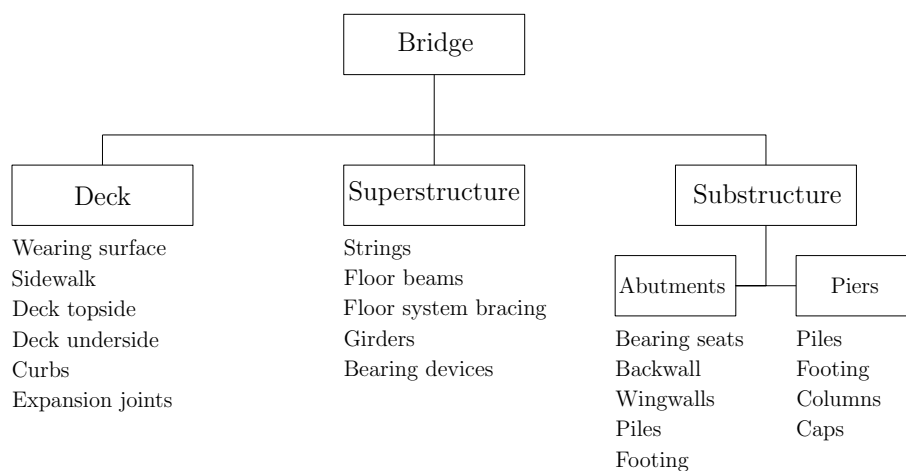 Bridge
Deck
Superstructure
Substructure
Wearing surface
Sidewalk
Deck topside
Deck underside
Curbs
Expansion joints
Strings
Floor beams
Floor system bracing
Girders
Bearing devices
Abutments
Piers
Bearing seats
Backwall
Wingwalls
Piles
Footing
Piles
Footing
Columns
Caps